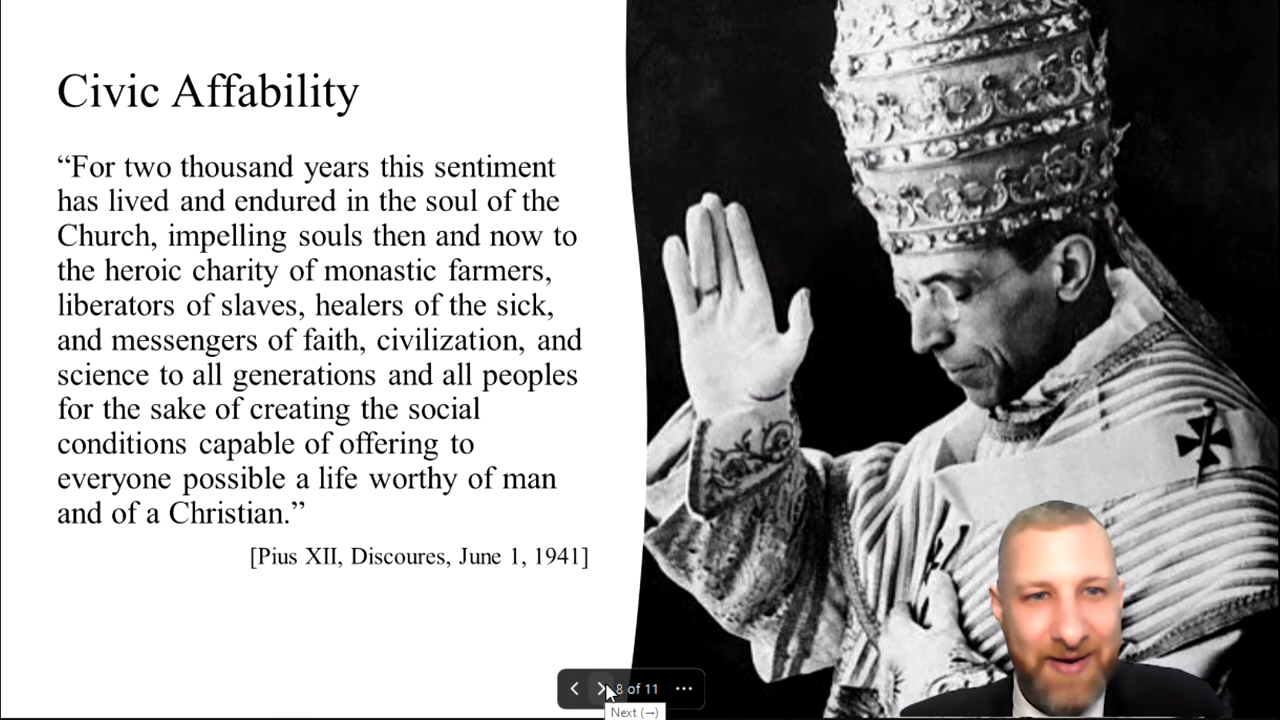 Civic Affability
“For two thousand years this sentiment
has lived and endured in the soul of the
Church, impelling souls then and now to
the heroic charity of monastic farmers,
liberators of slaves, healers of the sick,
and messengers of faith, civilization, and
science to all generations and all peoples
for the sake of creating the social
conditions capable of offering to
everyone possible a life worthy of man
and of a Christian.”
[Pius XII, Discoures, June 1, 1941]
8 of 11
Next (→)